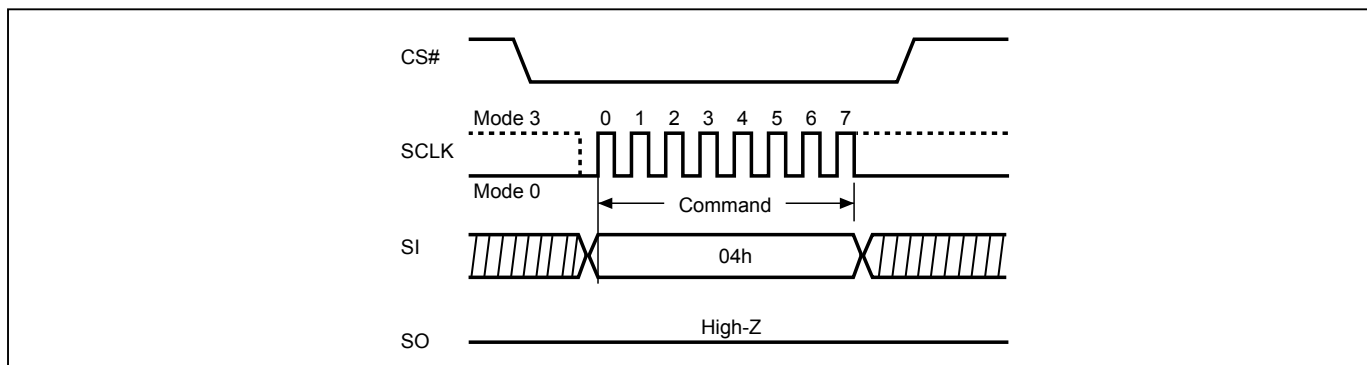 CS#
Mode 3 0 1 2 3 4 5 6 7
SCLK
Mode 0
Command
SI 04h
High-Z
SO